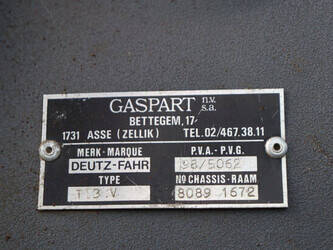 GASPART n.v. s.a.
BETTEGEM, 17
1731 ASSE (ZELLIK) TEL.02/467.38.11
MERK-MARQUE P.V.A.-P.V.G.
DEUTZ-FAHR 98/5062
TYPE Nº CHASSIS-RAAM
8089 1672